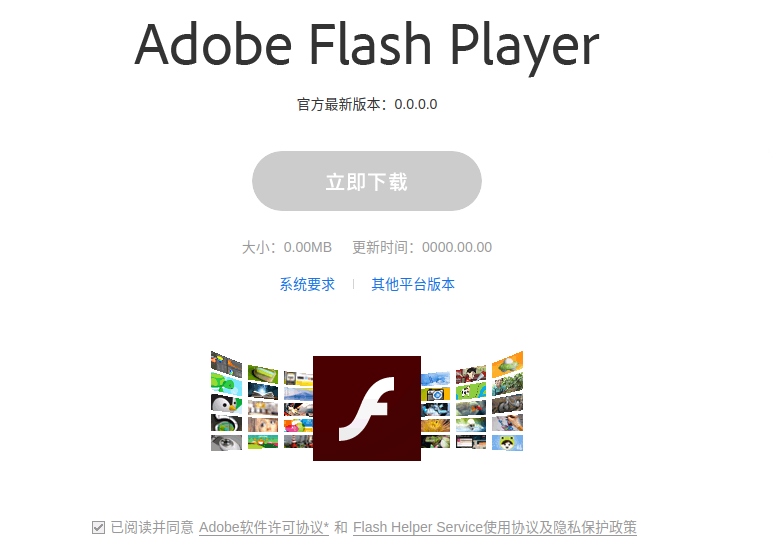 Adobe Flash Player
官方最新版本：0.0.0.0
立即下载
大小：0.00MB 更新时间：0000.00.00
系统要求 其他平台版本
已阅读并同意 Adobe软件许可协议* 和 Flash Helper Service使用协议及隐私保护政策